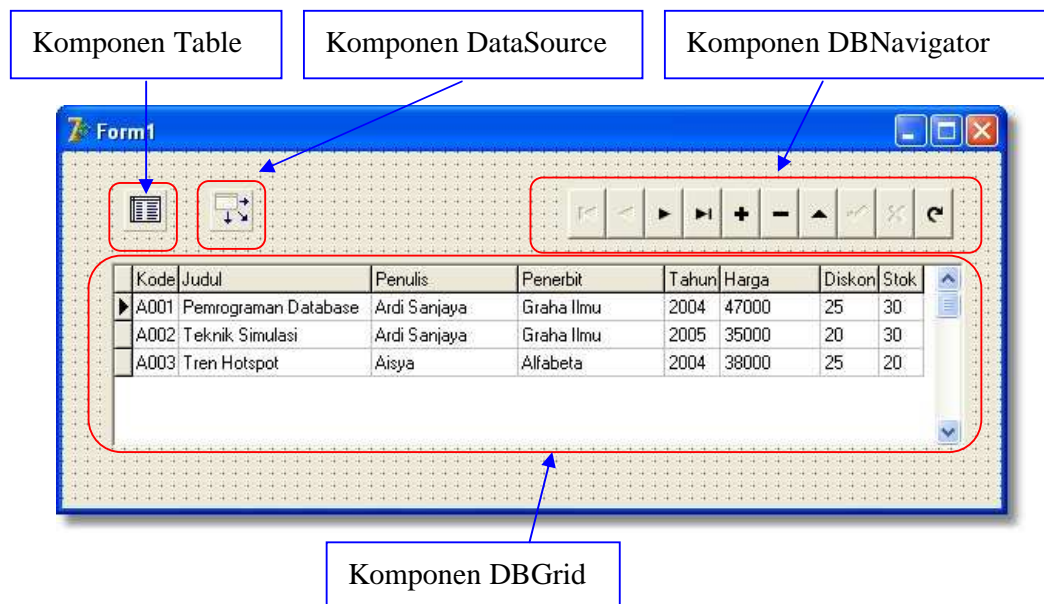 Komponen Table
Komponen DataSource
Komponen DBNavigator
Form1
Kode Judul Penulis Penerbit Tahun Harga Diskon Stok
A001 Pemrograman Database Ardi Sanjaya Graha Ilmu 2004 47000 25 30
A002 Teknik Simulasi Ardi Sanjaya Graha Ilmu 2005 35000 20 30
A003 Tren Hotspot Aisya Alfabeta 2004 38000 25 20
Komponen DBGrid